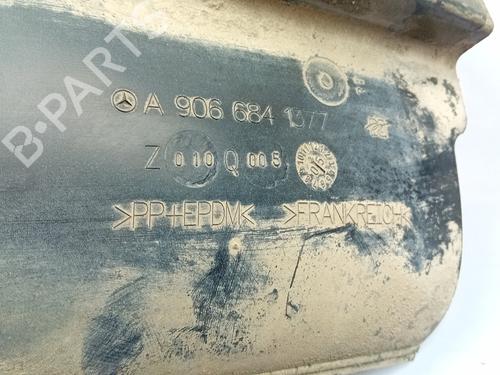 B-PARTS
A 906 684 1377
Z 010 Q 008
>PP+EPDM< >FRANKREICH<